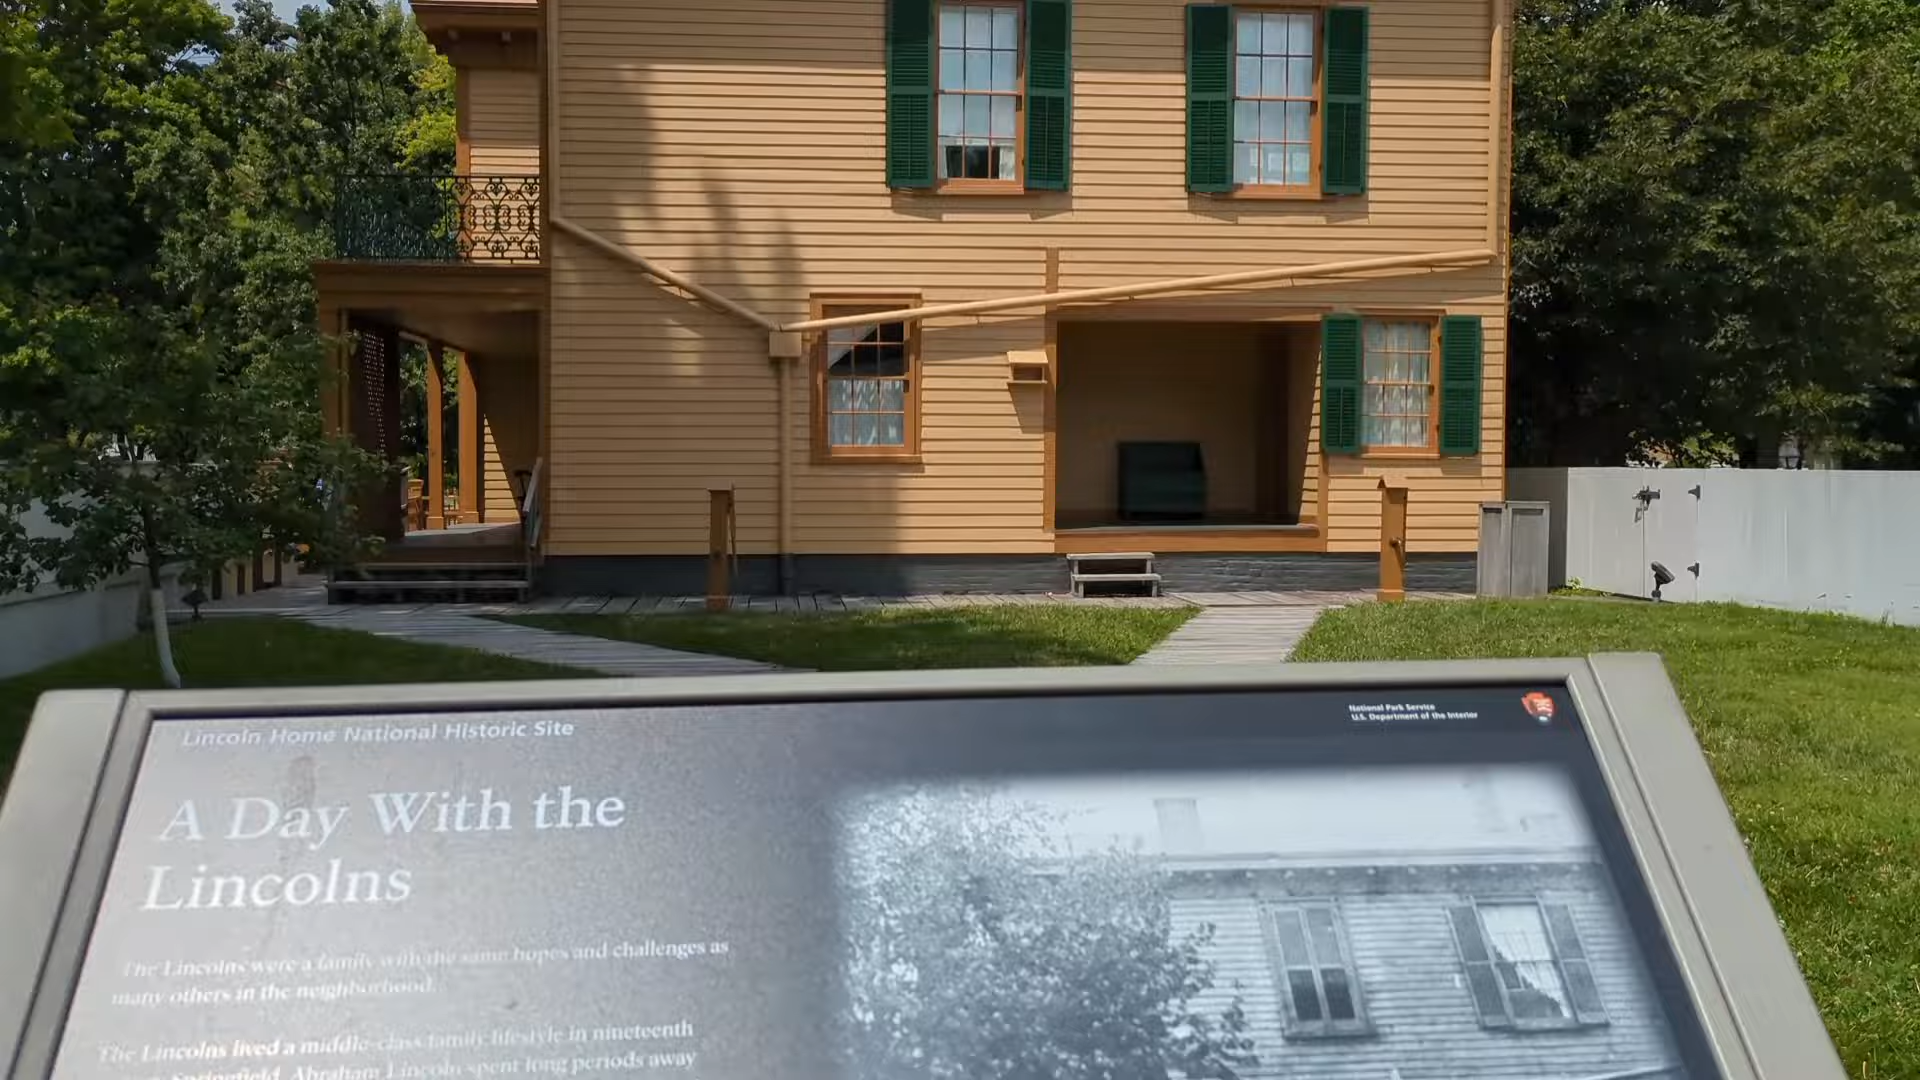 Lincoln Home National Historic Site
National Park Service
U.S. Department of the Interior
A Day With the
Lincolns
The Lincolns were a family with the same hopes and challenges as
many others in the neighborhood.
The Lincolns lived a middle-class family lifestyle in nineteenth
Springfield. Abraham Lincoln spent long periods away